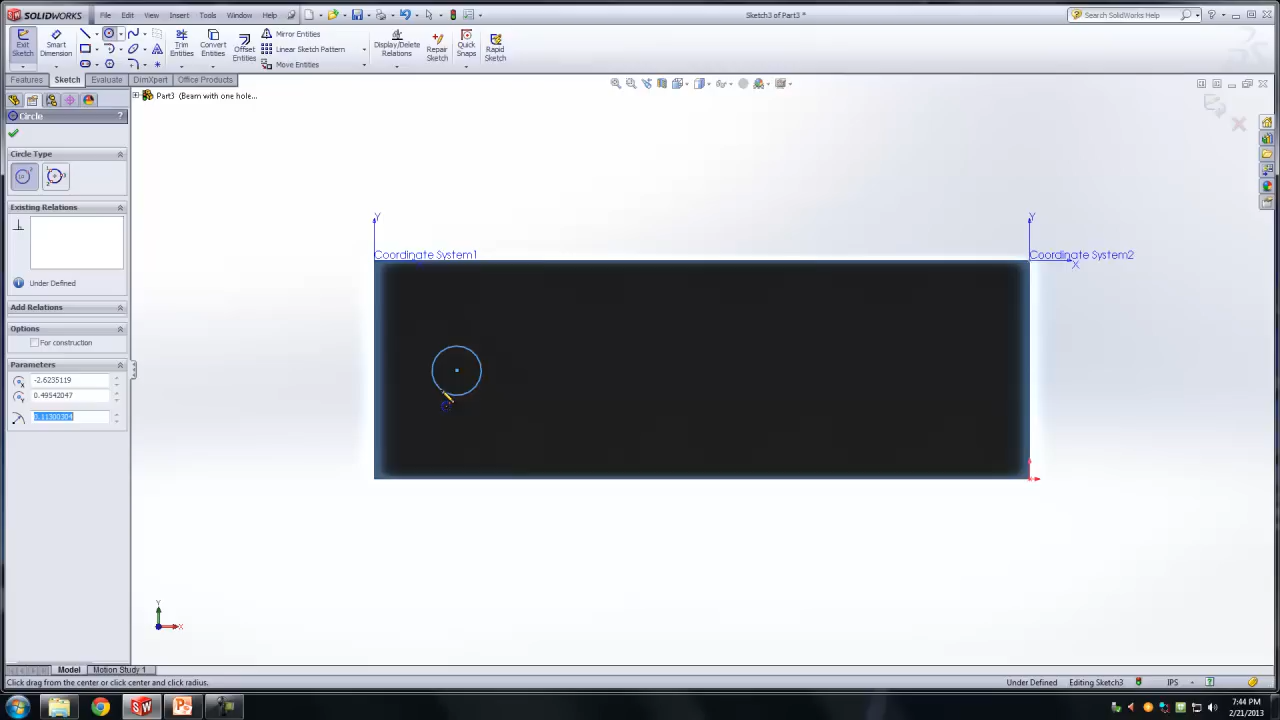 SOLIDWORKS File Edit View Insert Tools Window Help Sketch3 of Part3 * Search SolidWorks Help
Exit Sketch Smart Dimension Trim Entities Convert Entities Offset Entities Mirror Entities Linear Sketch Pattern Move Entities Display/Delete Relations Repair Sketch Quick Snaps Rapid Sketch
Features Sketch Evaluate DimXpert Office Products
Part3 (Beam with one hole...
Circle ?
Circle Type
Existing Relations
Under Defined
Add Relations
Options
For construction
Parameters
-2.6235119
0.49542047
0.11300304
Y
Coordinate System1
Y
Coordinate System2
X
Y
X
Model Motion Study 1
Click drag from the center or click center and click radius. Under Defined Editing Sketch3 IPS
7:44 PM
2/21/2013